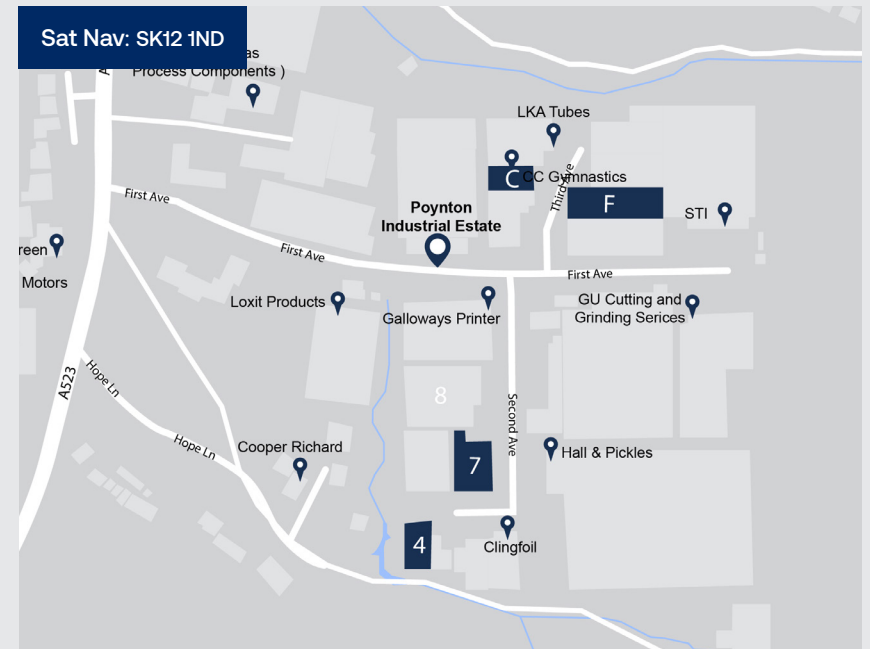 Sat Nav: SK12 1ND
as
Process Components )
A
LKA Tubes
C
CC Gymnastics
Third Ave
F
STI
First Ave
Poynton
Industrial Estate
First Ave
First Ave
reen
Motors
Loxit Products
Galloways Printer
GU Cutting and
Grinding Serices
A523
Hope Ln
8
Second Ave
Hope Ln
Cooper Richard
7
Hall & Pickles
4
Clingfoil